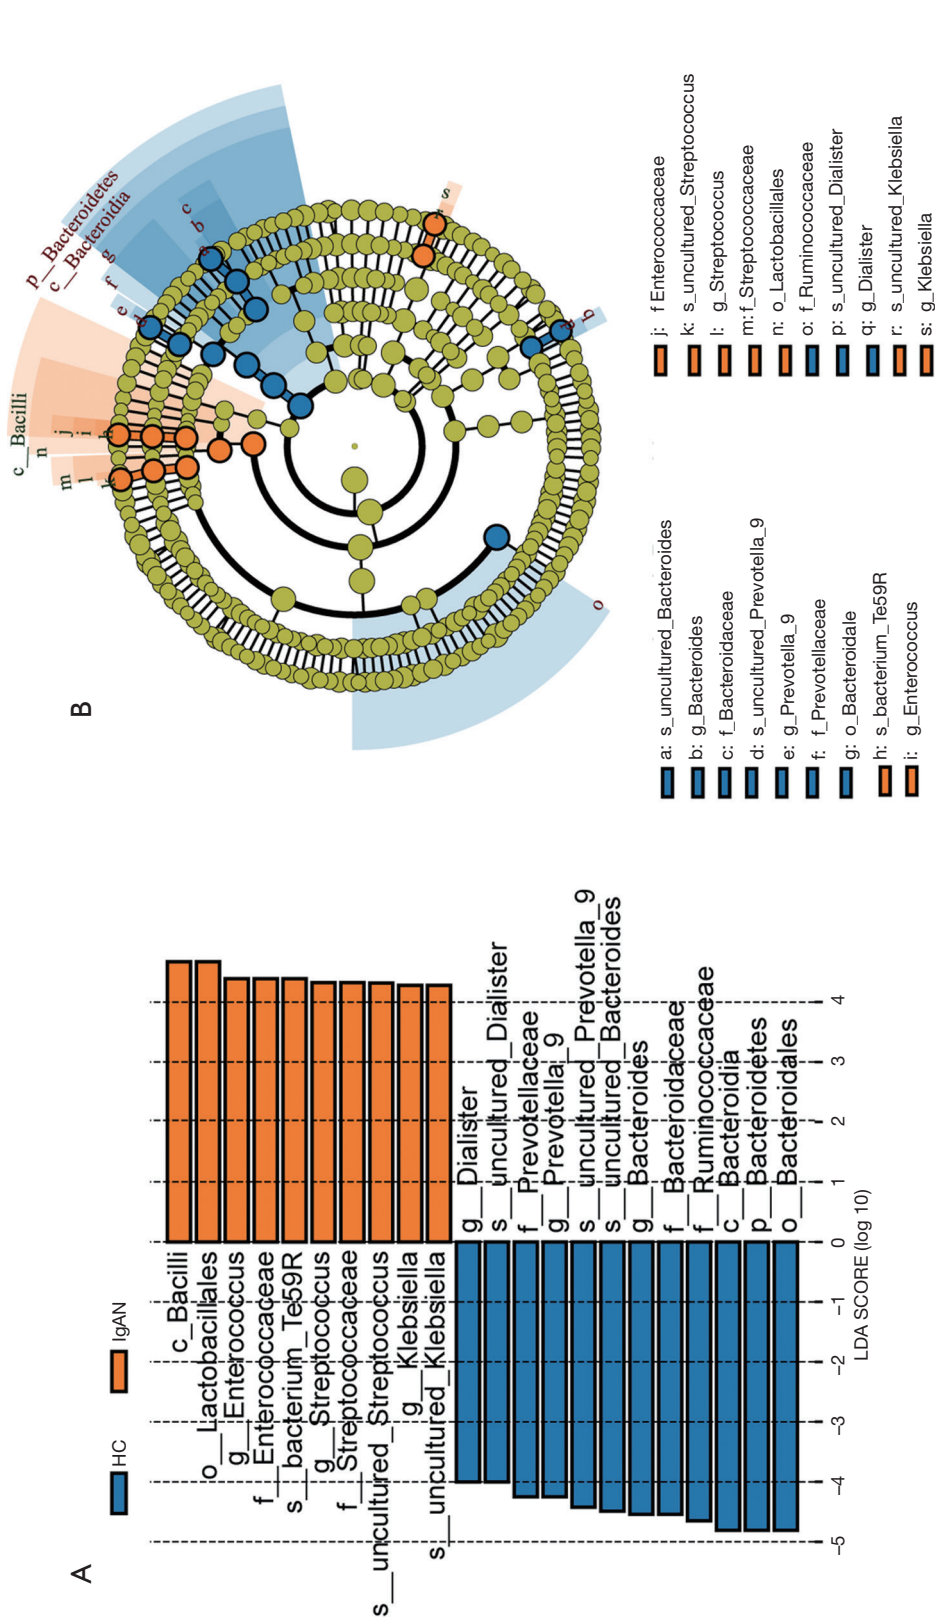 A
HC
IgAN
c_Bacilli
o__Lactobacillales
g__Enterococcus
f__Enterococcaceae
s__bacterium_Te59R
g__Streptococcus
f__Streptococcaceae
s__uncultured_Streptococcus
g__Klebsiella
s__uncultured_Klebsiella
g__Dialister
s__uncultured_Dialister
f__Prevotellaceae
g__Prevotella_9
s__uncultured_Prevotella_9
s__uncultured_Bacteroides
g__Bacteroides
f__Bacteroidaceae
f__Ruminococcaceae
c__Bacteroidia
p__Bacteroidetes
o__Bacteroidales
−5 −4 −3 −2 −1 0 1 2 3 4
LDA SCORE (log 10)
B
c__Bacilli
p__Bacteroidetes
c__Bacteroidia
n
m
l
k
j
i
h
g
f
e
d
c
b
a
s
r
q
p
o
a: s_uncultured_Bacteroides
b: g_Bacteroides
c: f_Bacteroidaceae
d: s_uncultured_Prevotella_9
e: g_Prevotella_9
f: f_Prevotellaceae
g: o_Bacteroidale
h: s_bacterium_Te59R
i: g_Enterococcus
j: f Enterococcaceae
k: s_uncultured_Streptococcus
l: g_Streptococcus
m:f_Streptococcaceae
n: o_Lactobacillales
o: f_Ruminococcaceae
p: s_uncultured_Dialister
q: g_Dialister
r: s_uncultured_Klebsiella
s: g_Klebsiella